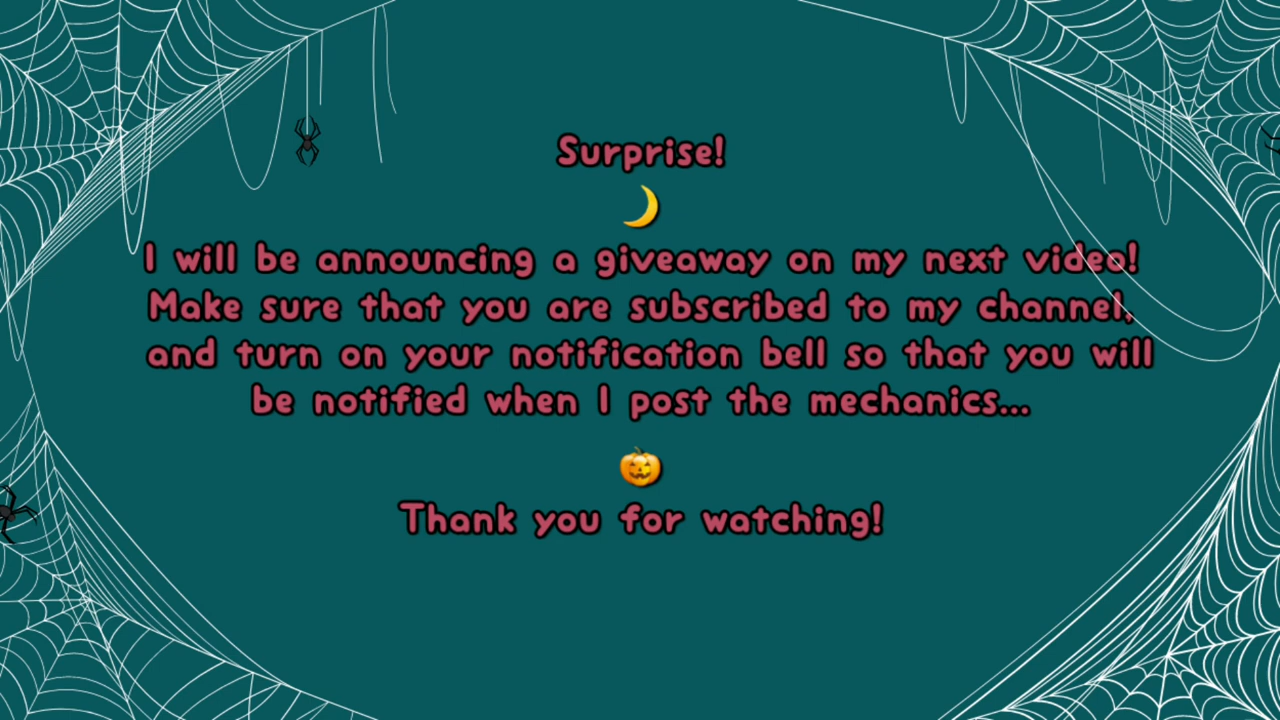 Surprise!
I will be announcing a giveaway on my next video!
Make sure that you are subscribed to my channel,
and turn on your notification bell so that you will
be notified when I post the mechanics...
Thank you for watching!